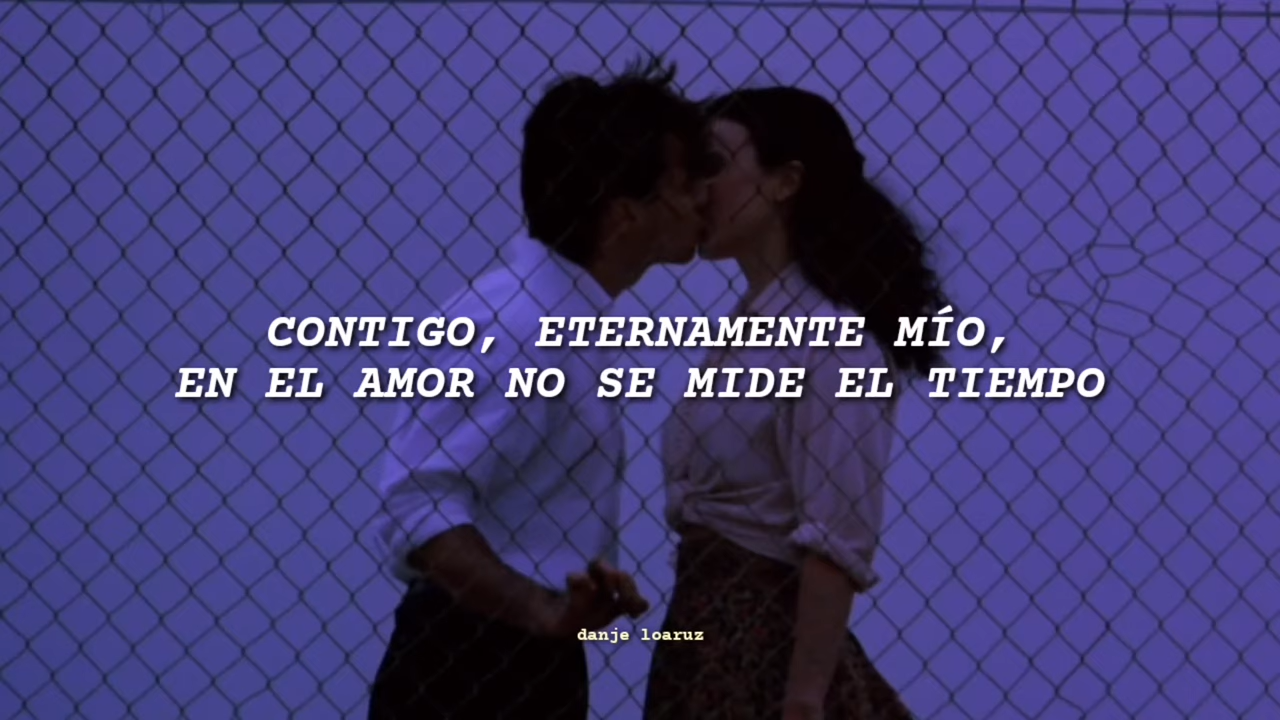 CONTIGO, ETERNAMENTE MÍO,
EN EL AMOR NO SE MIDE EL TIEMPO
danje loaruz